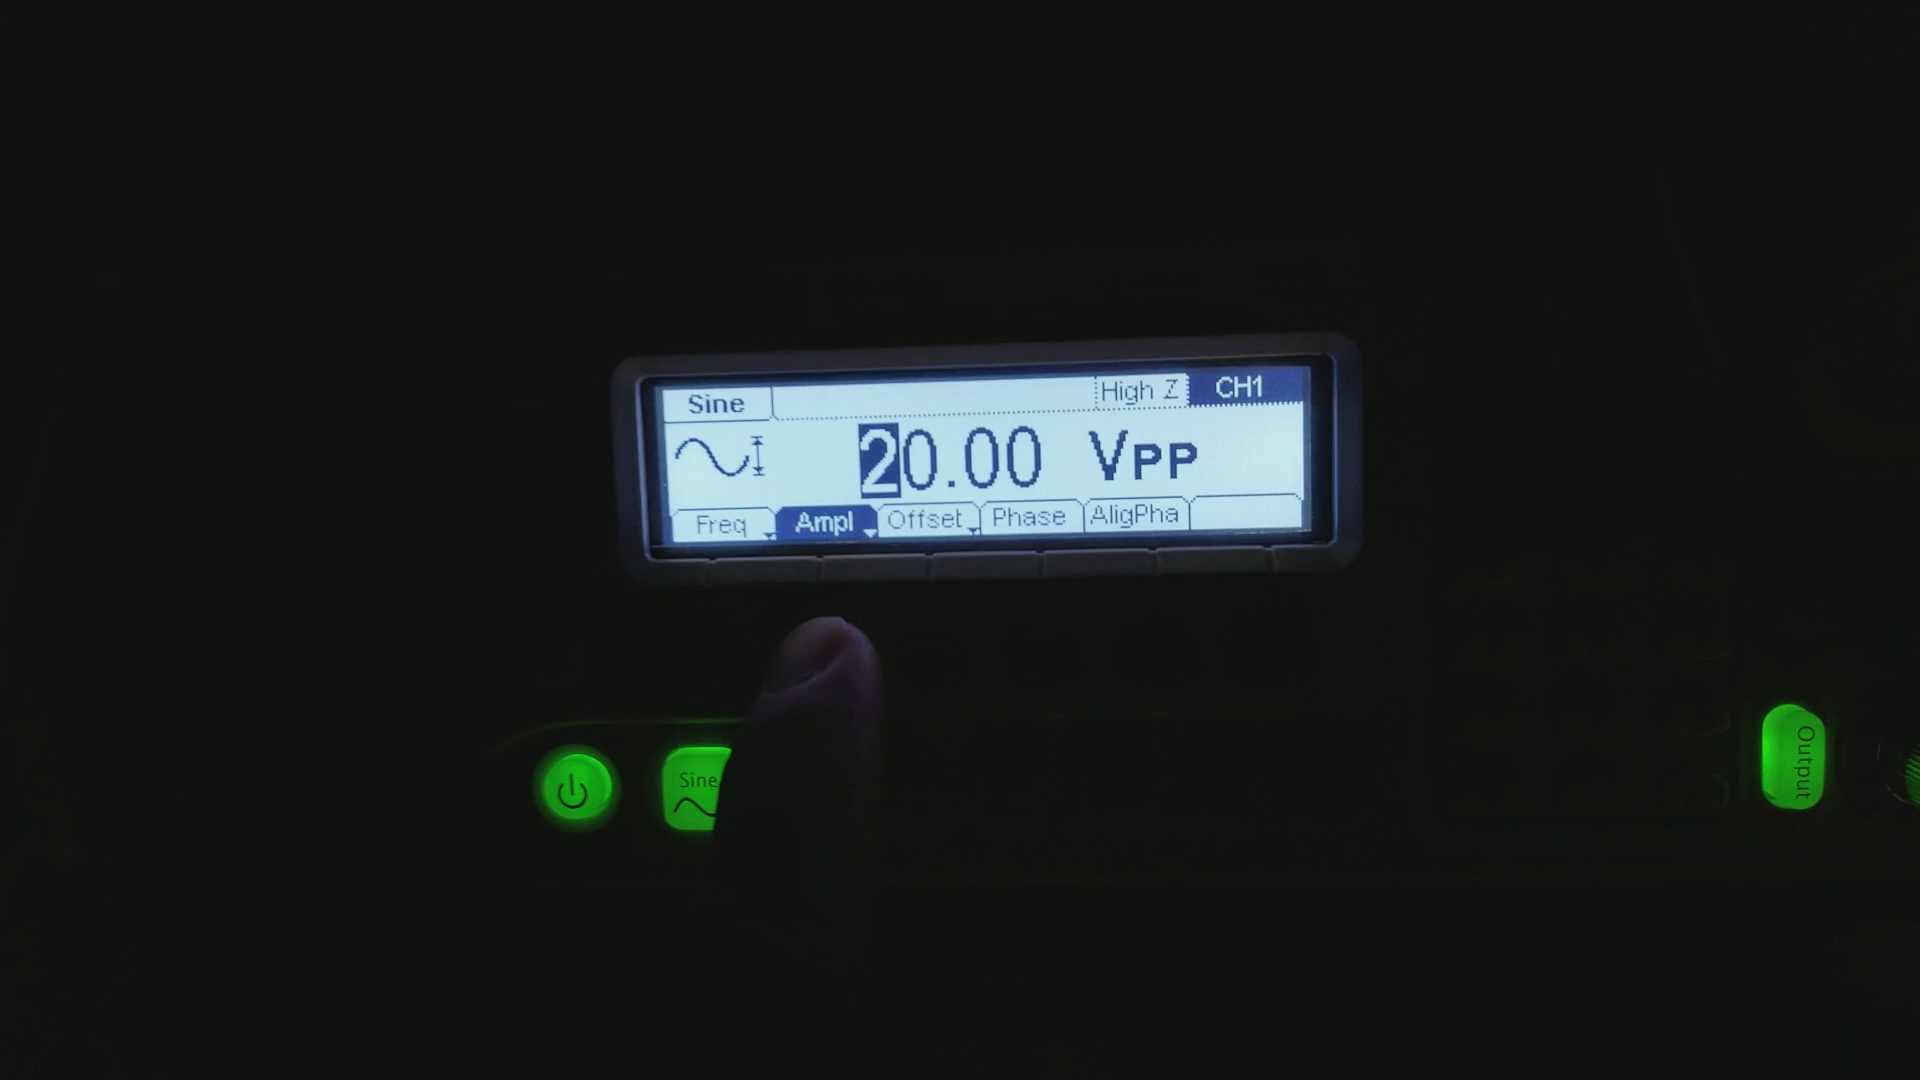 Sine High Z CH1
20.00 VPP
Freq Ampl Offset Phase AligPha
Sine
Output